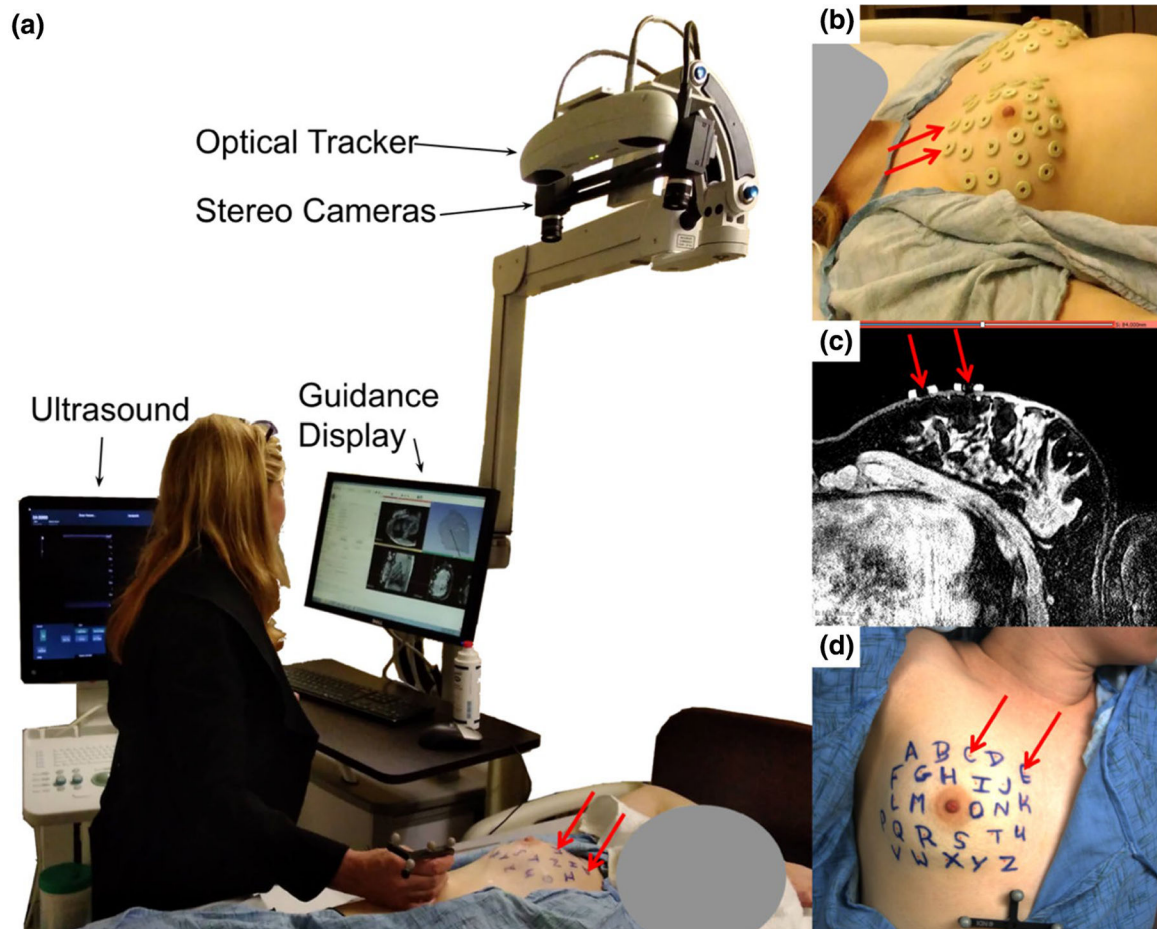 (a)
Optical Tracker
Stereo Cameras
Ultrasound
Guidance
Display
(b)
(c)
(d)
A B C D
F G H I J E
L M O N K
P Q R S T U
V W X Y Z